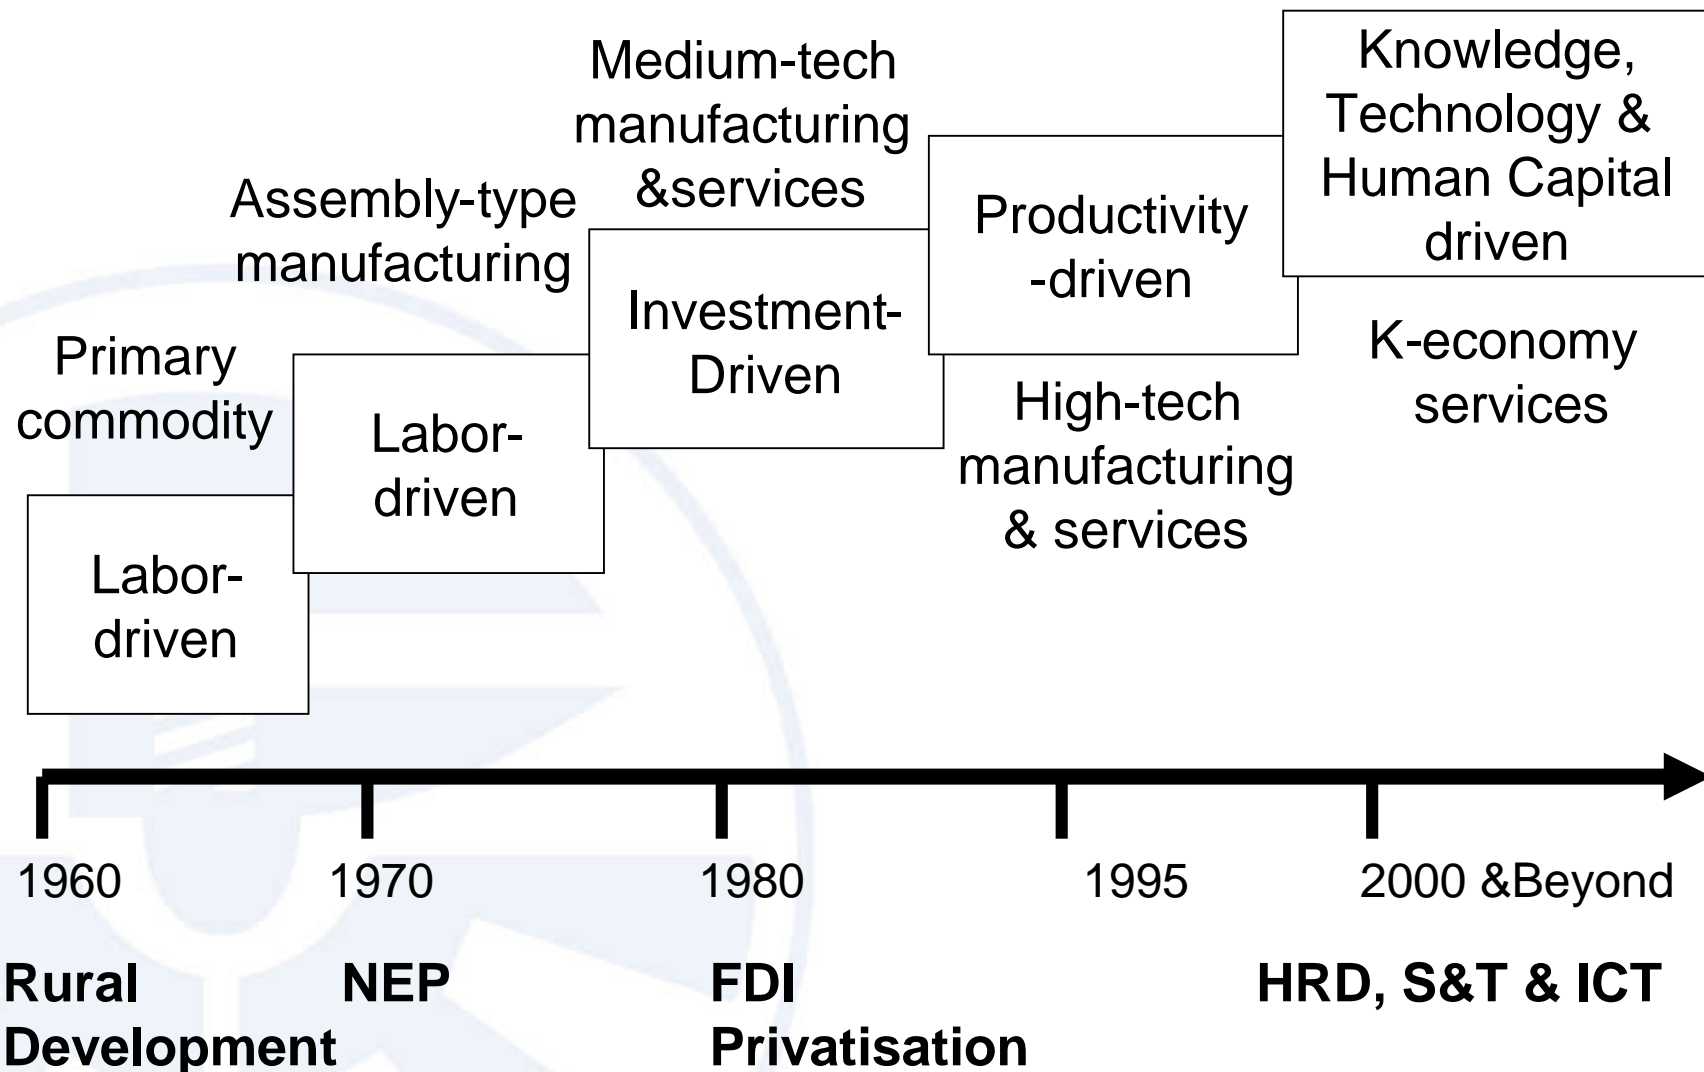 Primary
commodity
Labor-
driven
Assembly-type
manufacturing
Labor-
driven
Medium-tech
manufacturing
&services
Investment-
Driven
Productivity
-driven
High-tech
manufacturing
& services
Knowledge,
Technology &
Human Capital
driven
K-economy
services
1960
1970
1980
1995
2000 &Beyond
Rural
Development
NEP
FDI
Privatisation
HRD, S&T & ICT